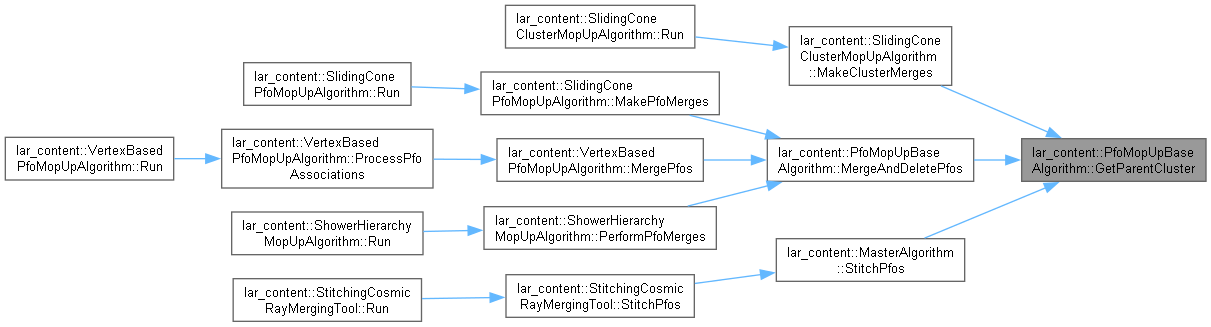 lar_content::SlidingCone
ClusterMopUpAlgorithm::Run
lar_content::SlidingCone
ClusterMopUpAlgorithm
::MakeClusterMerges
lar_content::SlidingCone
PfoMopUpAlgorithm::Run
lar_content::SlidingCone
PfoMopUpAlgorithm::MakePfoMerges
lar_content::VertexBased
PfoMopUpAlgorithm::Run
lar_content::VertexBased
PfoMopUpAlgorithm::ProcessPfo
Associations
lar_content::VertexBased
PfoMopUpAlgorithm::MergePfos
lar_content::PfoMopUpBase
Algorithm::MergeAndDeletePfos
lar_content::PfoMopUpBase
Algorithm::GetParentCluster
lar_content::ShowerHierarchy
MopUpAlgorithm::Run
lar_content::ShowerHierarchy
MopUpAlgorithm::PerformPfoMerges
lar_content::MasterAlgorithm
::StitchPfos
lar_content::StitchingCosmic
RayMergingTool::Run
lar_content::StitchingCosmic
RayMergingTool::StitchPfos